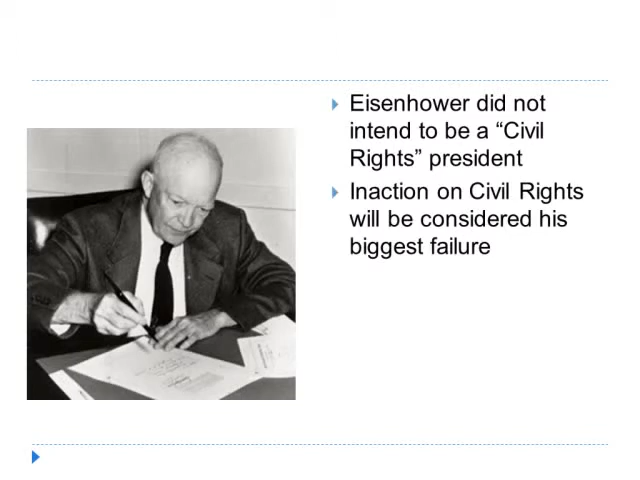 Eisenhower did not
intend to be a “Civil
Rights” president
Inaction on Civil Rights
will be considered his
biggest failure